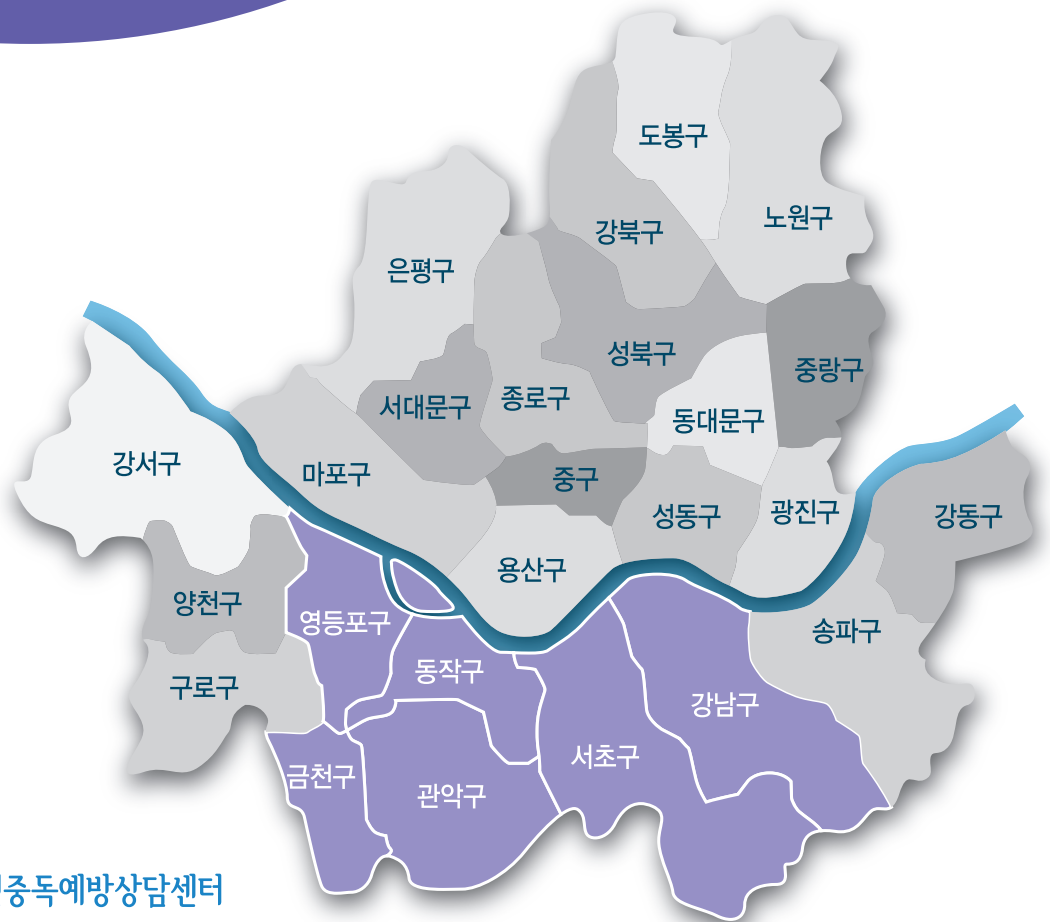 도봉구
노원구
강북구
은평구
성북구
중랑구
종로구
서대문구
동대문구
강서구
마포구
중구
성동구
광진구
강동구
용산구
양천구
영등포구
송파구
동작구
구로구
강남구
서초구
금천구
관악구
중독예방상담센터